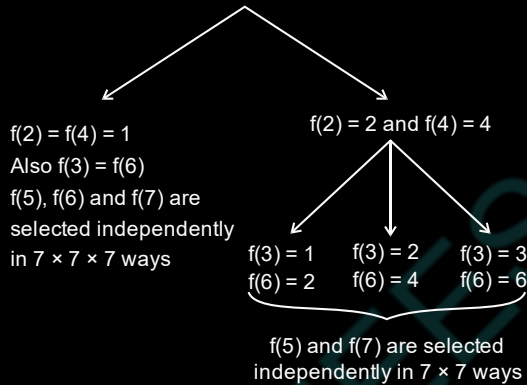 f(2) = f(4) = 1
Also f(3) = f(6)
f(5), f(6) and f(7) are
selected independently
in 7 × 7 × 7 ways
f(2) = 2 and f(4) = 4
f(3) = 1
f(6) = 2
f(3) = 2
f(6) = 4
f(3) = 3
f(6) = 6
f(5) and f(7) are selected
independently in 7 × 7 ways